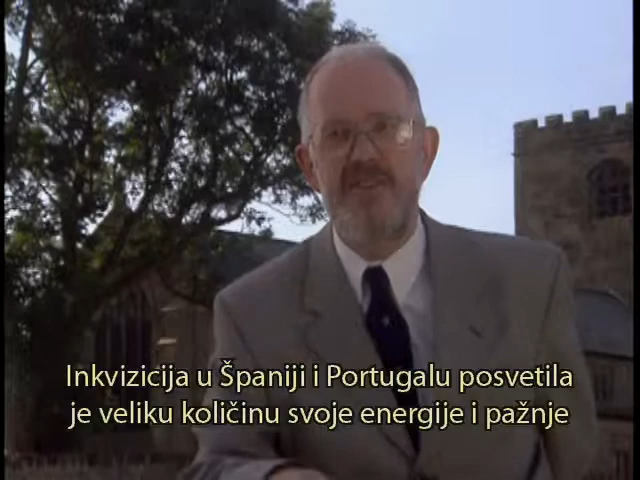 Inkvizicija u Španiji i Portugalu posvetila
je veliku količinu svoje energije i pažnje